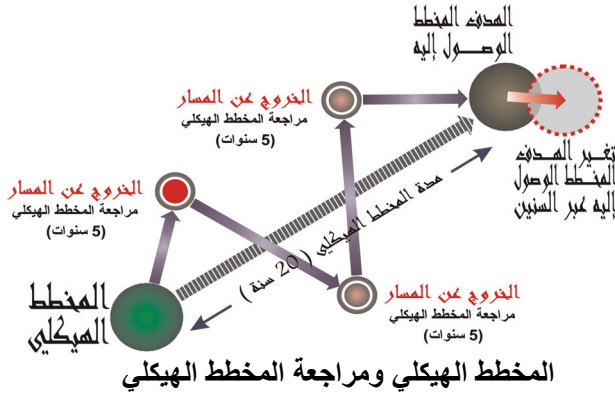 الهدف المخطط
الوصول إليه
الخروج عن المسار
مراجعة المخطط الهيكلي
(5 سنوات)
تغير الهدف
المخطط الوصول
إليه عبر السنين
الخروج عن المسار
مراجعة المخطط الهيكلي
(5 سنوات)
مدة المخطط الهيكلي ( 20 سنة )
المخطط
الهيكلي
الخروج عن المسار
مراجعة المخطط الهيكلي
(5 سنوات)
المخطط الهيكلي ومراجعة المخطط الهيكلي